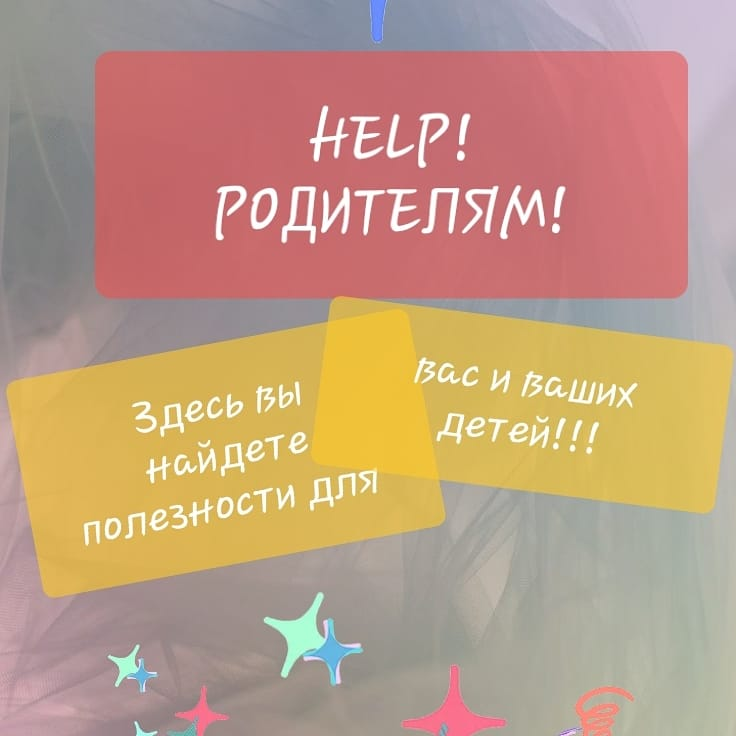 HELP!
РОДИТЕЛЯМ!
Здесь вы
найдете
полезности для
вас и ваших
детей!!!